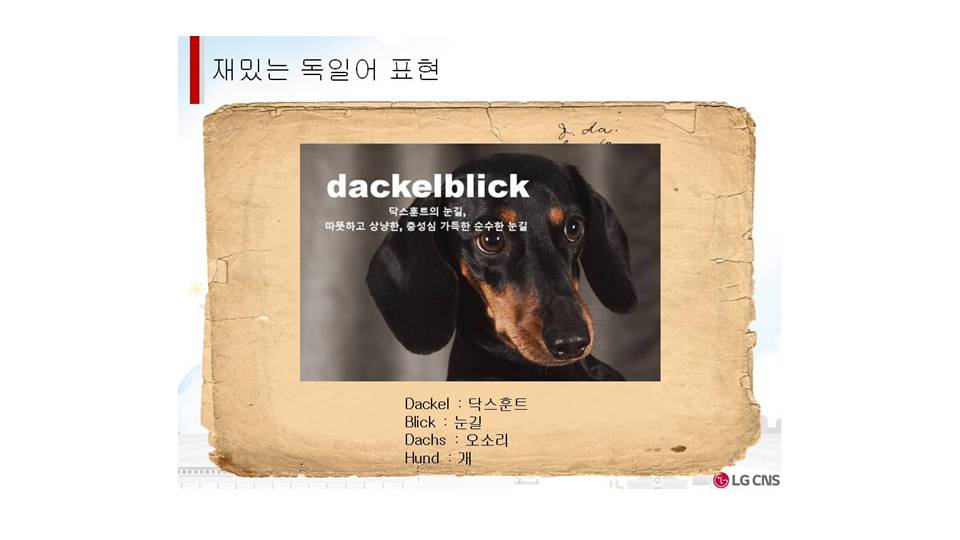 재밌는 독일어 표현
g. da.
dackelblick
닥스훈트의 눈길,
따뜻하고 상냥한, 충성심 가득한 순수한 눈길
Dackel : 닥스훈트
Blick : 눈길
Dachs : 오소리
Hund : 개
LG CNS